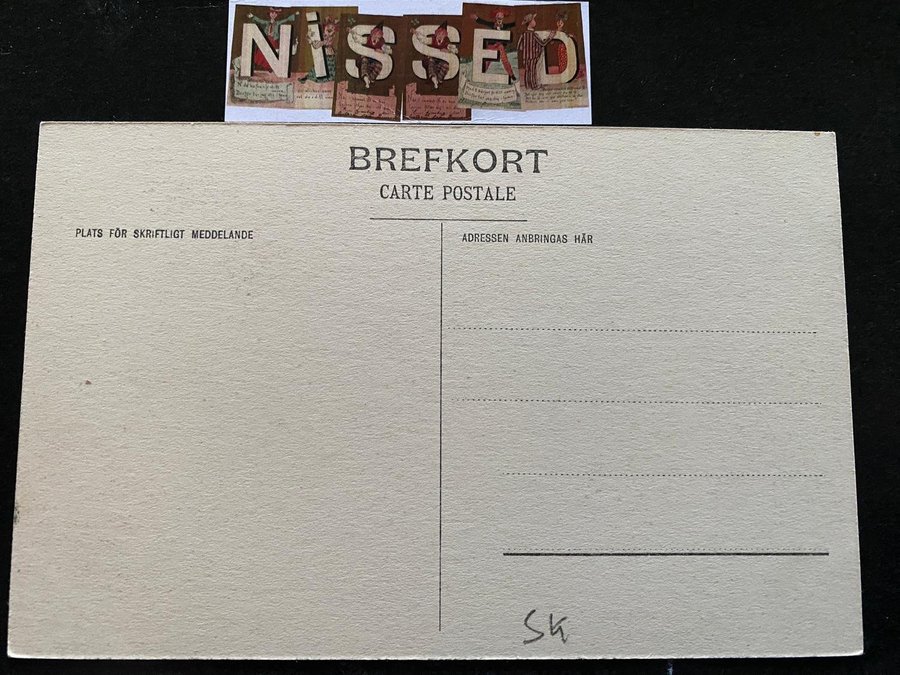 NiSSED
BREFKORT
CARTE POSTALE
PLATS FÖR SKRIFTLIGT MEDDELANDE
ADRESSEN ANBRINGAS HÄR
SK